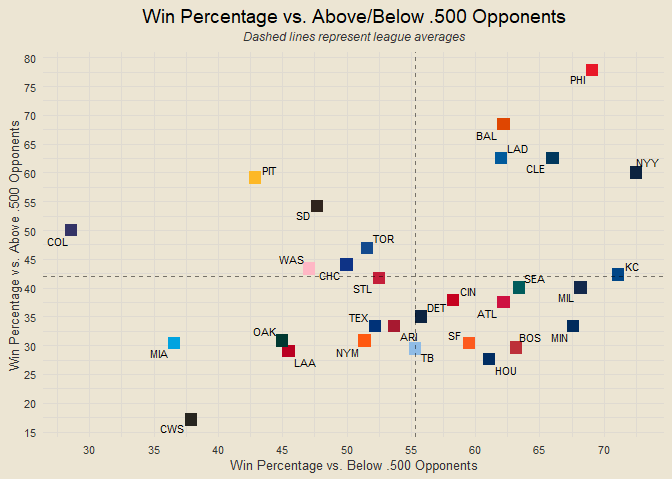 Win Percentage vs. Above/Below .500 Opponents
Dashed lines represent league averages
Win Percentage vs. Above .500 Opponents
80
75
70
65
60
55
50
45
40
35
30
25
20
15
PHI
BAL
LAD
CLE
NYY
PIT
SD
COL
TOR
WAS
CHC
STL
KC
SEA
MIL
CIN
ATL
DET
TEX
ARI
OAK
NYM
LAA
MIA
SF
BOS
MIN
TB
HOU
CWS
30
35
40
45
50
55
60
65
70
Win Percentage vs. Below .500 Opponents